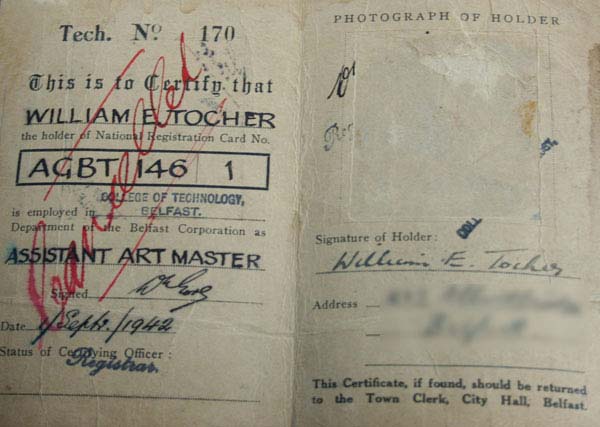 Tech. No 170
This is to Certify that
WILLIAM E. TOCHER
the holder of National Registration Card No.
AGBT 146 1
COLLEGE OF TECHNOLOGY,
is employed in BELFAST.
Department of the Belfast Corporation as
ASSISTANT ART MASTER
Signed
Date 1/Sept./1942
Status of Certifying Officer :
Registrar.
Cancelled
PHOTOGRAPH OF HOLDER
COLL
Signature of Holder :
William E. Tocher
Address
This Certificate, if found, should be returned
to the Town Clerk, City Hall, Belfast.